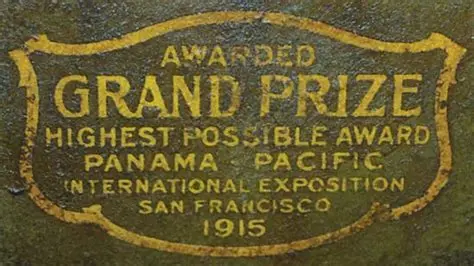 AWARDED
GRAND PRIZE
HIGHEST POSSIBLE AWARD
PANAMA PACIFIC
INTERNATIONAL EXPOSITION
SAN FRANCISCO
1915